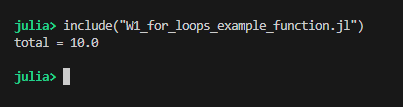 julia> include("W1_for_loops_example_function.jl")
total = 10.0
julia>